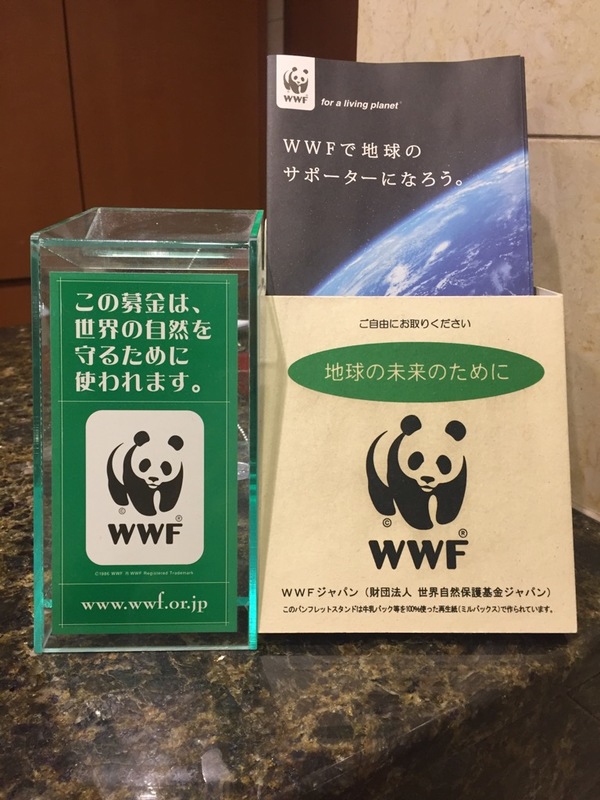 この募金は、
世界の自然を
守るために
使われます。
©
WWF®
©1986 WWF ® WWF Registered Trademark
www.wwf.or.jp
WWF
for a living planet
WWFで地球の
サポーターになろう。
ご自由にお取りください
地球の未来のために
©
WWF®
WWFジャパン(財団法人 世界自然保護基金ジャパン)
このパンフレットスタンドは牛乳パック等を100%使った再生紙(ミルパックス)で作られています。